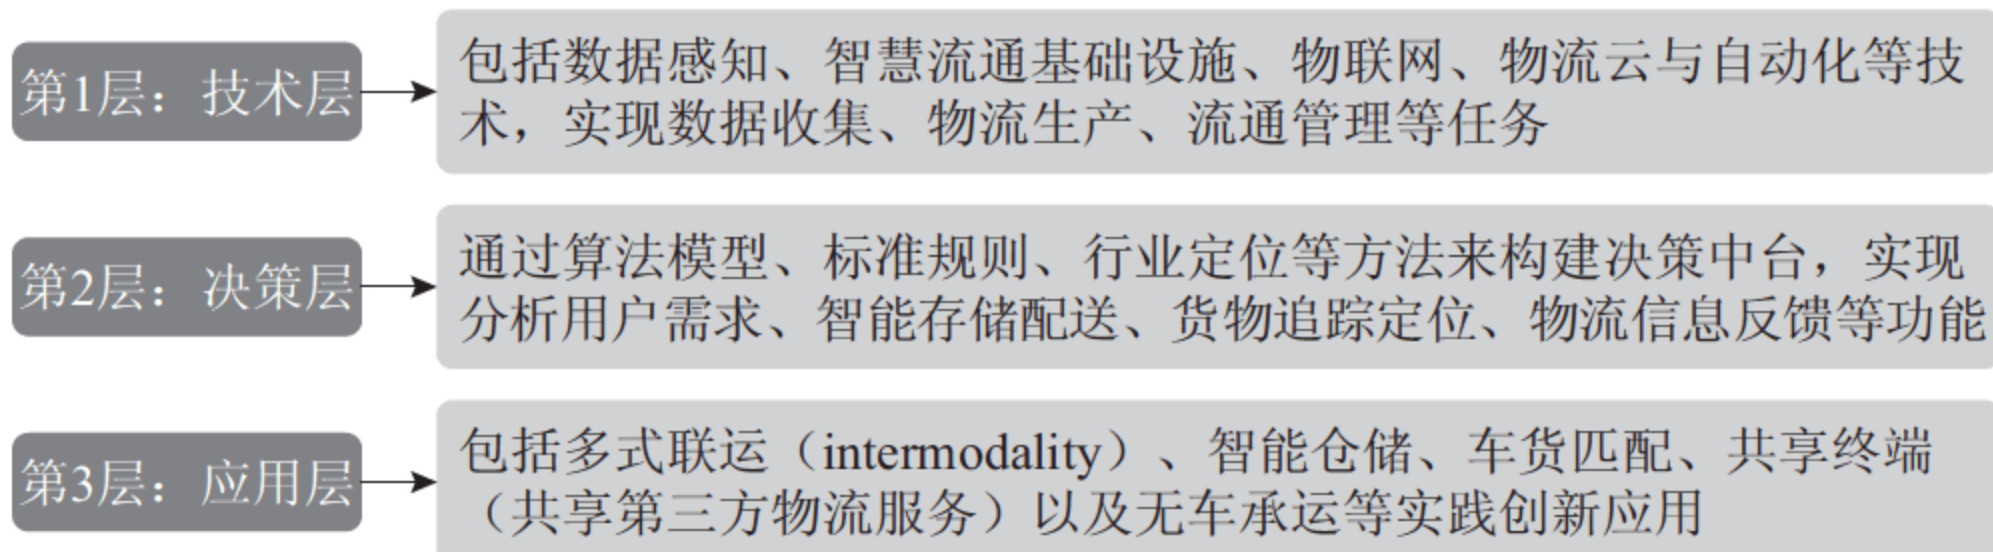 第1层：技术层
包括数据感知、智慧流通基础设施、物联网、物流云与自动化等技
术，实现数据收集、物流生产、流通管理等任务
第2层：决策层
通过算法模型、标准规则、行业定位等方法来构建决策中台，实现
分析用户需求、智能存储配送、货物追踪定位、物流信息反馈等功能
第3层：应用层
包括多式联运（intermodality）、智能仓储、车货匹配、共享终端
（共享第三方物流服务）以及无车承运等实践创新应用